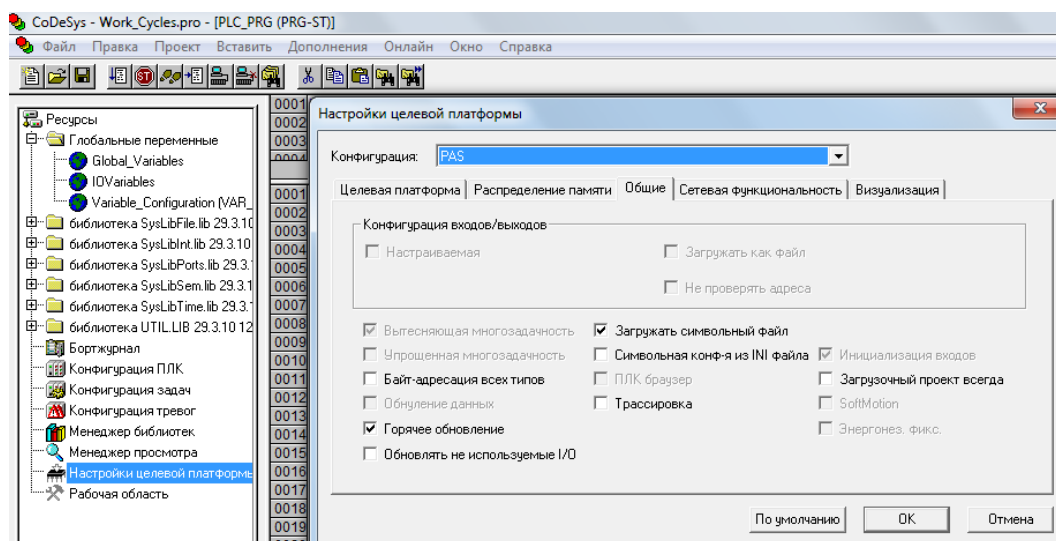 CoDeSys - Work_Cycles.pro - [PLC_PRG (PRG-ST)]
Файл Правка Проект Вставить Дополнения Онлайн Окно Справка
Ресурсы
Глобальные переменные
Global_Variables
IOVariables
Variable_Configuration (VAR_
библиотека SysLibFile.lib 29.3.10
библиотека SysLibInt.lib 29.3.10
библиотека SysLibPorts.lib 29.3.
библиотека SysLibSem.lib 29.3.1
библиотека SysLibTime.lib 29.3.
библиотека UTIL.LIB 29.3.10 12
Бортжурнал
Конфигурация ПЛК
Конфигурация задач
Конфигурация тревог
Менеджер библиотек
Менеджер просмотра
Настройки целевой платформы
Рабочая область
0001
0002
0003
0004
0001
0002
0003
0004
0005
0006
0007
0008
0009
0010
0011
0012
0013
0014
0015
0016
0017
0018
0019
Настройки целевой платформы
Конфигурация: PAS
Целевая платформа Распределение памяти Общие Сетевая функциональность Визуализация
Конфигурация входов/выходов
Настраиваемая Загружать как файл
Не проверять адреса
Вытесняющая многозадачность Загружать символьный файл
Упрощенная многозадачность Символьная конф-я из INI файла Инициализация входов
Байт-адресация всех типов ПЛК браузер Загрузочный проект всегда
Обнуление данных Трассировка SoftMotion
Горячее обновление Энергонез. фикс.
Обновлять не используемые I/O
По умолчанию OK Отмена